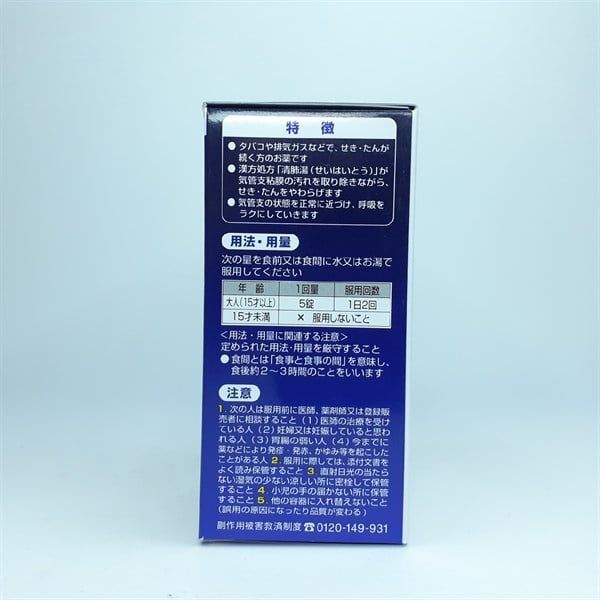 特徴
● タバコや排気ガスなどで、せき・たんが
続く方のお薬です
● 漢方処方「清肺湯(せいはいとう)」が
気管支粘膜の汚れを取り除きながら、
せき・たんをやわらげます
● 気管支の状態を正常に近づけ、呼吸を
ラクにしていきます
用法・用量
次の量を食前又は食間に水又はお湯で
服用してください
年齢 1回量 服用回数
大人(15才以上) 5錠 1日2回
15才未満 × 服用しないこと
<用法・用量に関連する注意>
定められた用法・用量を厳守すること
● 食間とは「食事と食事の間」を意味し、
食後約2～3時間のことをいいます
注意
1. 次の人は服用前に医師、薬剤師又は登録販
売者に相談すること (1) 医師の治療を受け
ている人 (2) 妊婦又は妊娠していると思わ
れる人 (3) 胃腸の弱い人 (4) 今までに
薬などにより発疹・発赤、かゆみ等を起こした
ことがある人 2. 服用に際しては、添付文書を
よく読み保管すること 3. 直射日光の当たら
ない湿気の少ない涼しい所に密栓して保管
すること 4. 小児の手の届かない所に保管
すること 5. 他の容器に入れ替えないこと
(誤用の原因になったり品質が変わる)
副作用被害救済制度 ☎0120-149-931